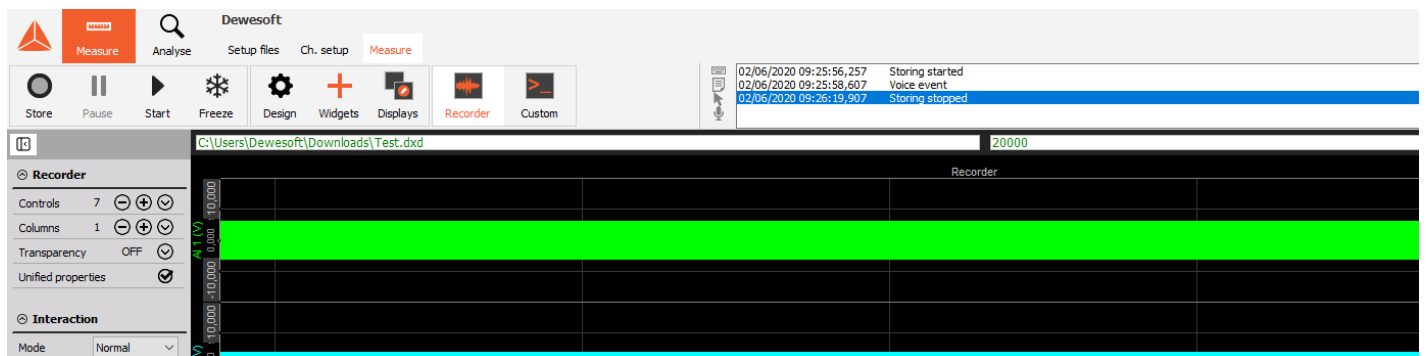 Dewesoft
Measure Analyse Setup files Ch. setup Measure
Store Pause Start Freeze Design Widgets Displays Recorder Custom
02/06/2020 09:25:56,257 Storing started
02/06/2020 09:25:58,607 Voice event
02/06/2020 09:26:19,907 Storing stopped
C:\Users\Dewesoft\Downloads\Test.dxd 20000
Recorder
Recorder
Controls 7
Columns 1
Transparency OFF
Unified properties
Interaction
Mode Normal
AI 1 (V)
10,000
0,000
-10,000
10,000